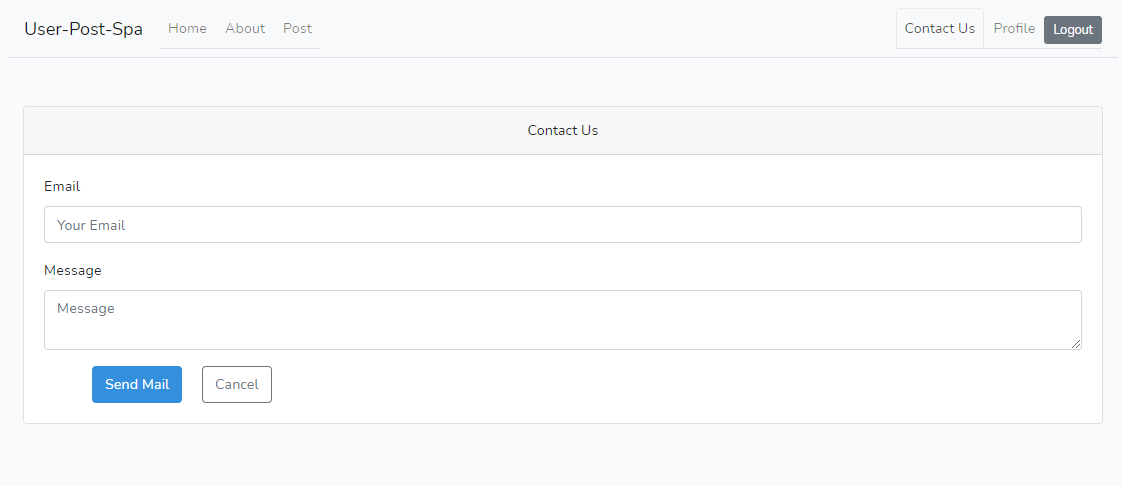 User-Post-Spa Home About Post Contact Us Profile Logout
Contact Us
Email
Your Email
Message
Message
Send Mail Cancel